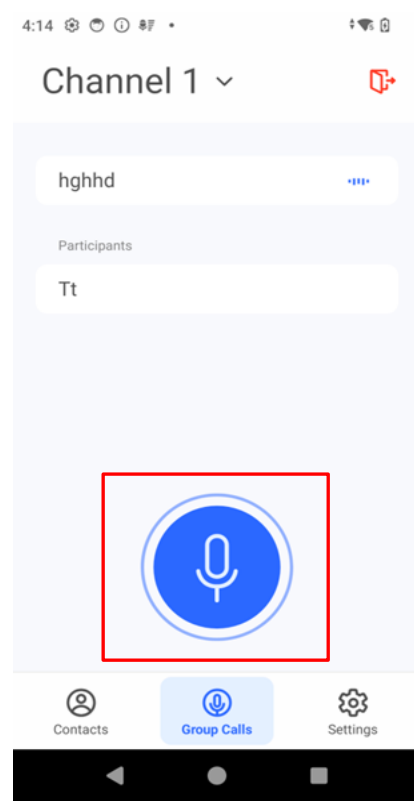 4:14
Channel 1
hghhd
Participants
Tt
Contacts
Group Calls
Settings